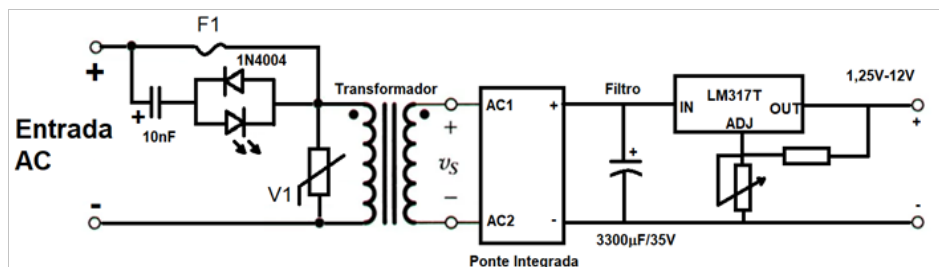 F1
+
1N4004
+
10nF
Entrada
AC
V1
-
Transformador
+
vS
−
AC1
+
AC2
-
Ponte Integrada
Filtro
+
3300µF/35V
IN
LM317T
OUT
ADJ
1,25V-12V
+
-